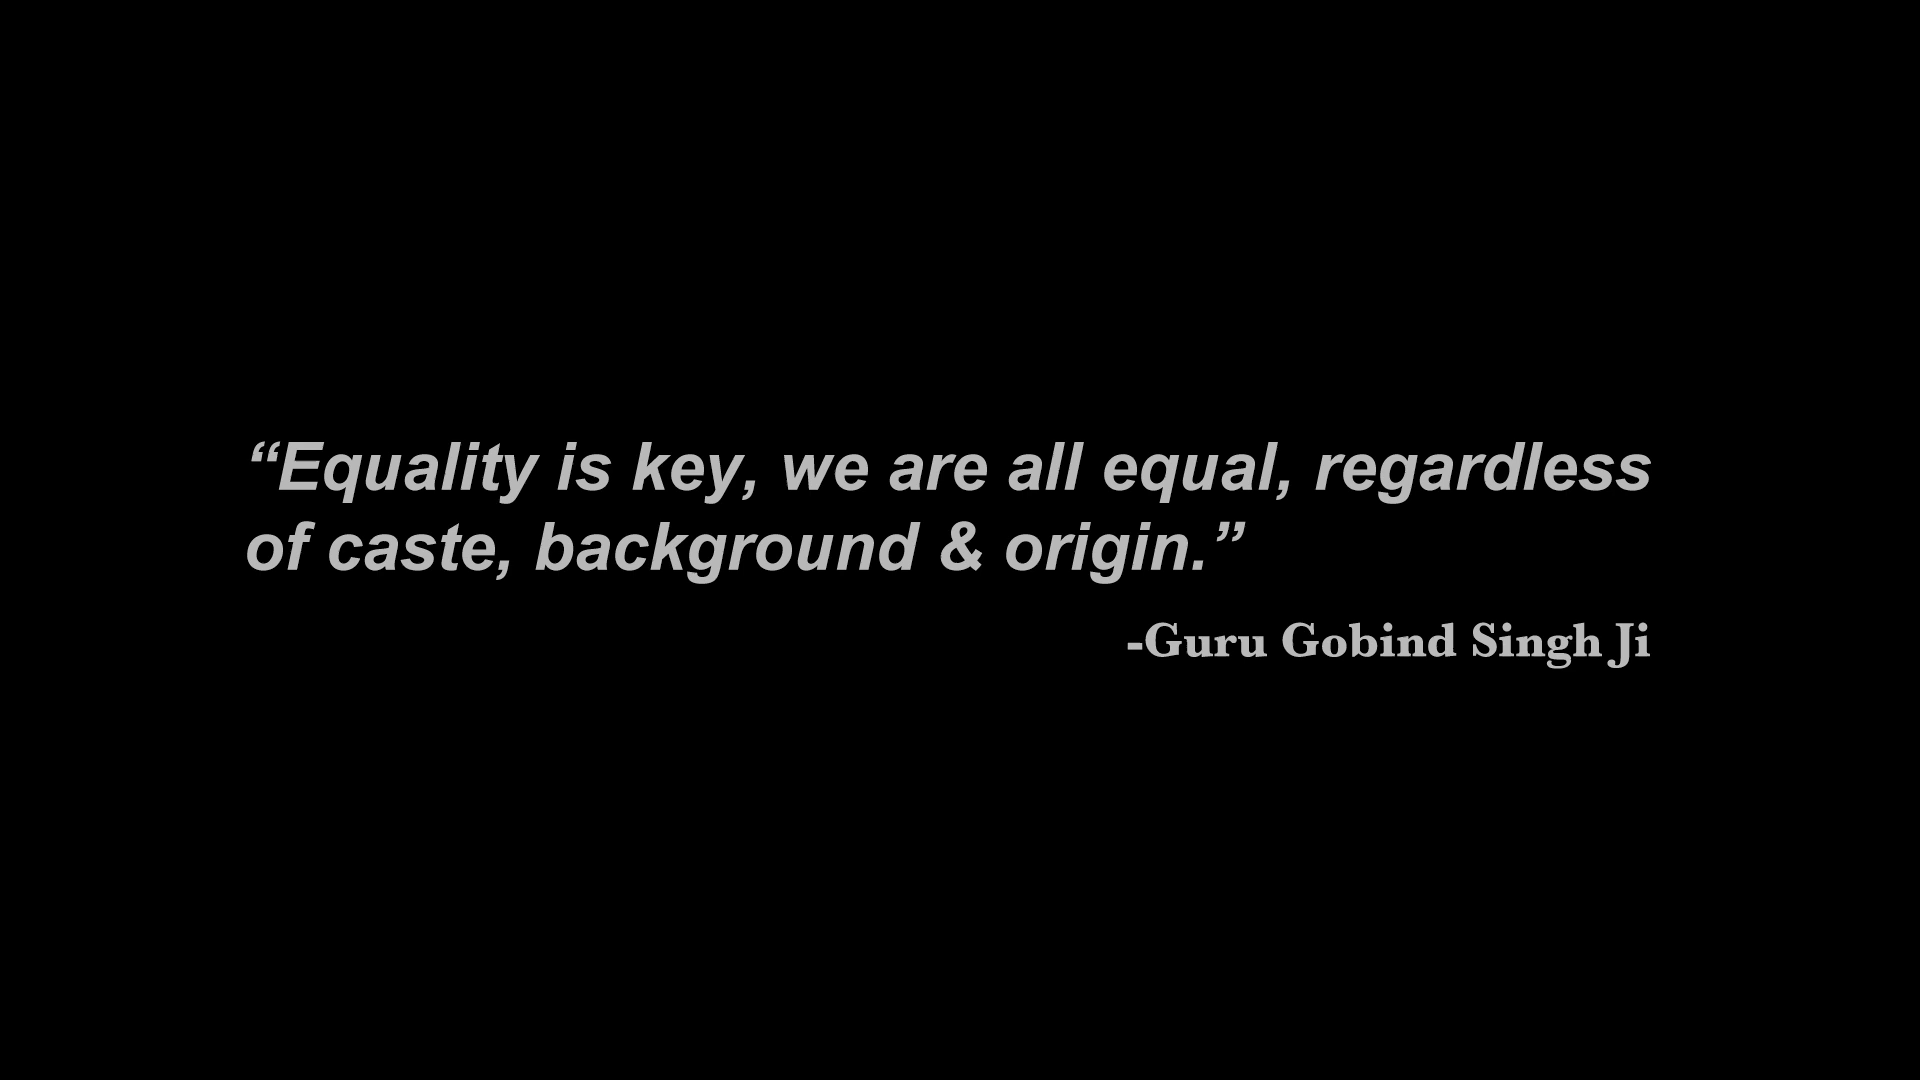 “Equality is key, we are all equal, regardless
of caste, background & origin.”
-Guru Gobind Singh Ji